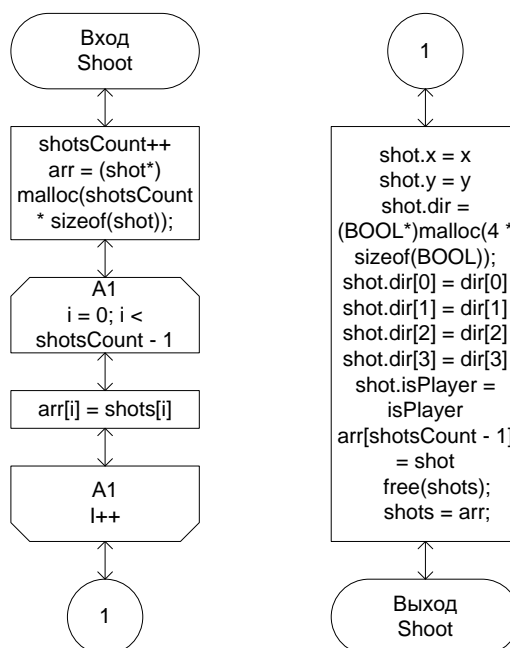 Вход
Shoot
shotsCount++
arr = (shot*)
malloc(shotsCount
* sizeof(shot));
A1
i = 0; i <
shotsCount - 1
arr[i] = shots[i]
A1
I++
1
1
shot.x = x
shot.y = y
shot.dir =
(BOOL*)malloc(4 *
sizeof(BOOL));
shot.dir[0] = dir[0]
shot.dir[1] = dir[1]
shot.dir[2] = dir[2]
shot.dir[3] = dir[3]
shot.isPlayer =
isPlayer
arr[shotsCount - 1]
= shot
free(shots);
shots = arr;
Выход
Shoot